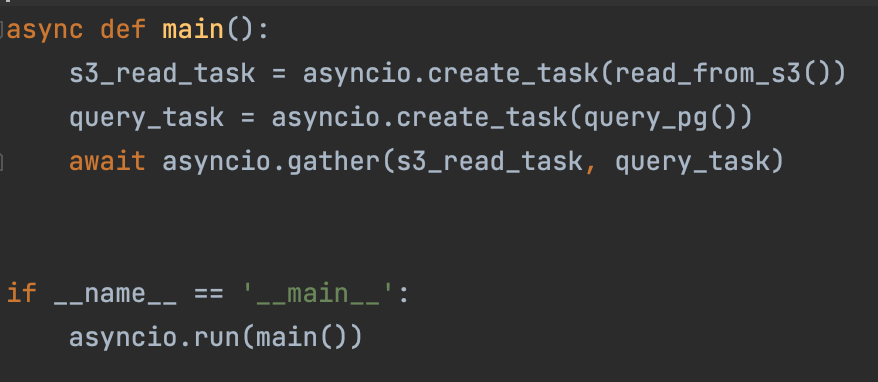 async def main():
    s3_read_task = asyncio.create_task(read_from_s3())
    query_task = asyncio.create_task(query_pg())
    await asyncio.gather(s3_read_task, query_task)
if __name__ == '__main__':
    asyncio.run(main())